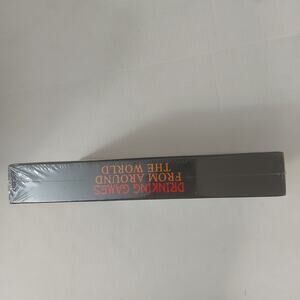 DRINKING GAMES
FROM AROUND
THE WORLD